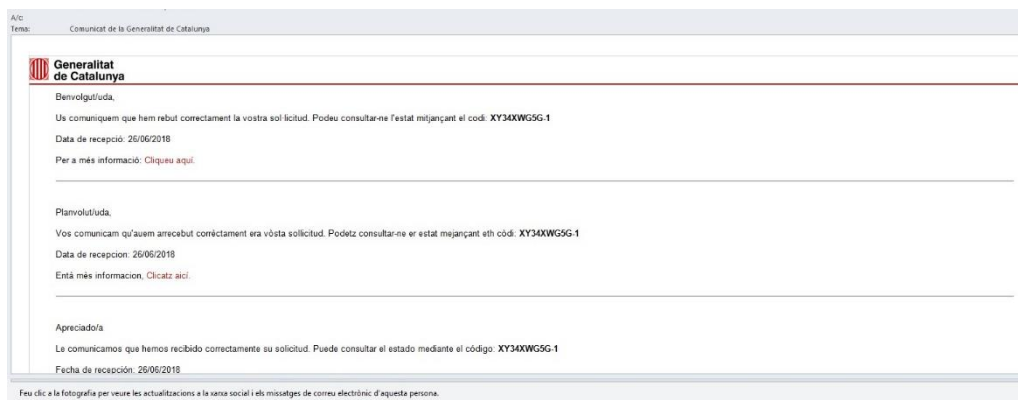 A/c:
Tema: Comunicat de la Generalitat de Catalunya
Generalitat
de Catalunya
Benvolgut/uda,
Us comuniquem que hem rebut correctament la vostra sol·licitud. Podeu consultar-ne l'estat mitjançant el codi: XY34XWG5G-1
Data de recepció: 26/06/2018
Per a més informació: Cliqueu aquí.
Planvolut/uda,
Vos comunicam qu'auem arrecebut corrèctament era vòsta sollicitud. Podetz consultar-ne er estat mejançant eth còdi: XY34XWG5G-1
Data de recepcion: 26/06/2018
Entà mès informacion, Clicatz aicí.
Apreciado/a
Le comunicamos que hemos recibido correctamente su solicitud. Puede consultar el estado mediante el código: XY34XWG5G-1
Fecha de recepción: 26/06/2018
Feu clic a la fotografia per veure les actualitzacions a la xarxa social i els missatges de correu electrònic d'aquesta persona.